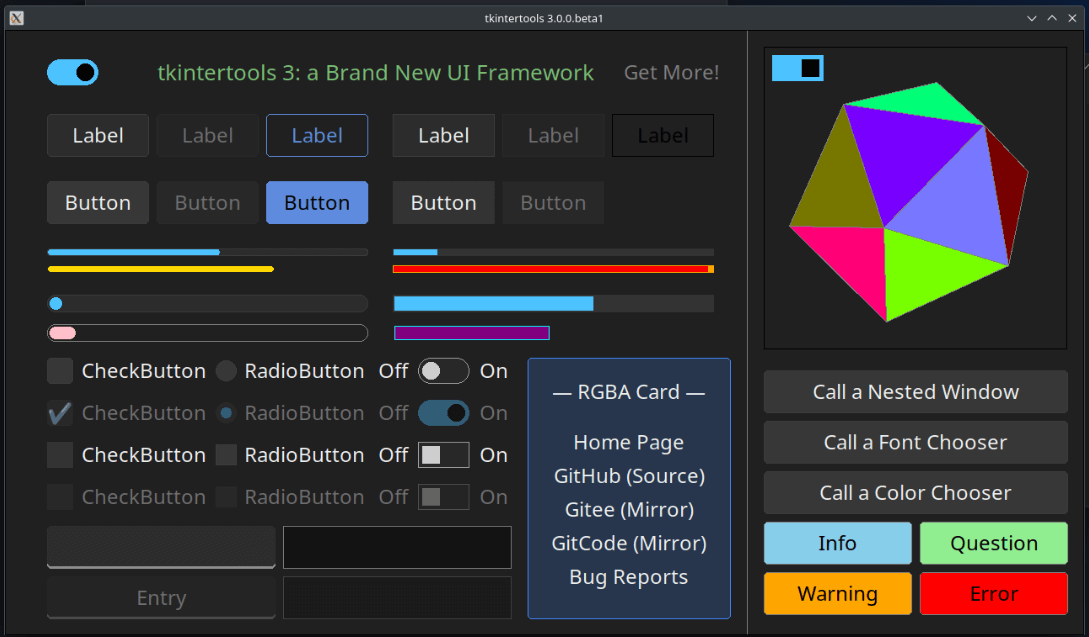 tkintertools 3.0.0.beta1
tkintertools 3: a Brand New UI Framework Get More!
Label Label Label Label Label Label
Button Button Button Button Button
CheckButton RadioButton Off On
CheckButton RadioButton Off On
CheckButton RadioButton Off On
CheckButton RadioButton Off On
Entry
— RGBA Card —
Home Page
GitHub (Source)
Gitee (Mirror)
GitCode (Mirror)
Bug Reports
Call a Nested Window
Call a Font Chooser
Call a Color Chooser
Info Question
Warning Error